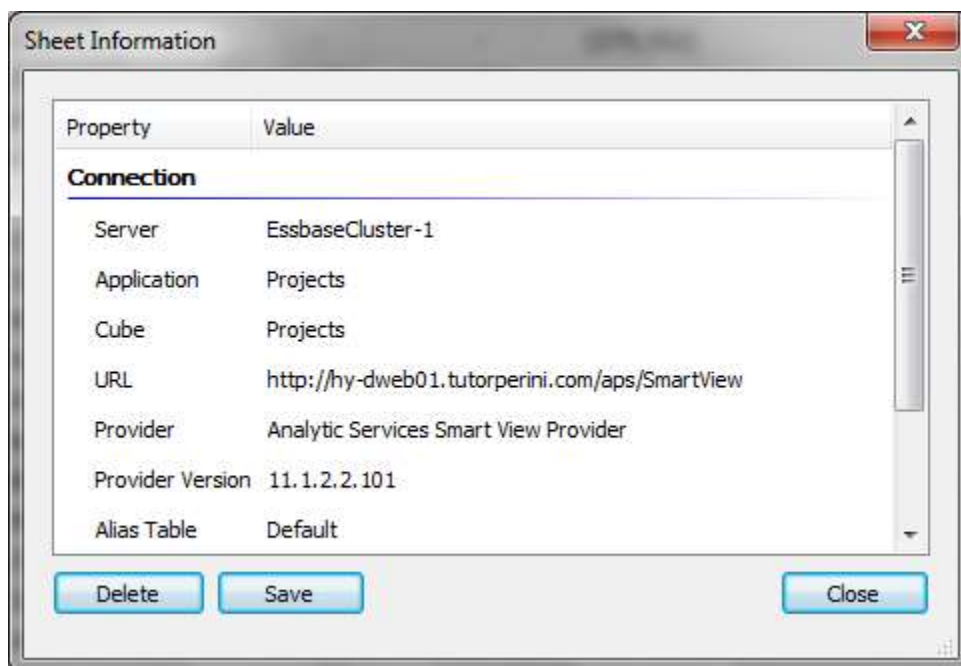 Sheet Information
Property Value
Connection
Server EssbaseCluster-1
Application Projects
Cube Projects
URL http://hy-dweb01.tutorperini.com/aps/SmartView
Provider Analytic Services Smart View Provider
Provider Version 11.1.2.2.101
Alias Table Default
Delete Save Close